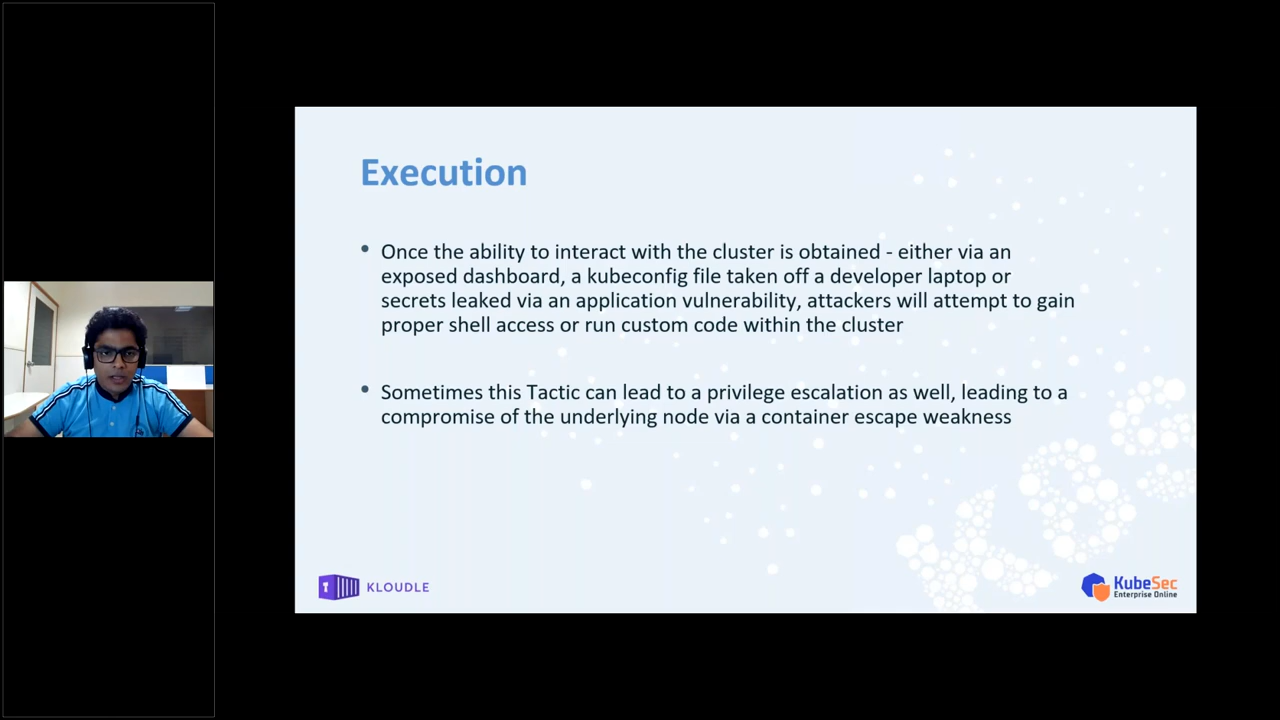 Execution
• Once the ability to interact with the cluster is obtained - either via an
exposed dashboard, a kubeconfig file taken off a developer laptop or
secrets leaked via an application vulnerability, attackers will attempt to gain
proper shell access or run custom code within the cluster
• Sometimes this Tactic can lead to a privilege escalation as well, leading to a
compromise of the underlying node via a container escape weakness
KLOUDLE
KubeSec
Enterprise Online